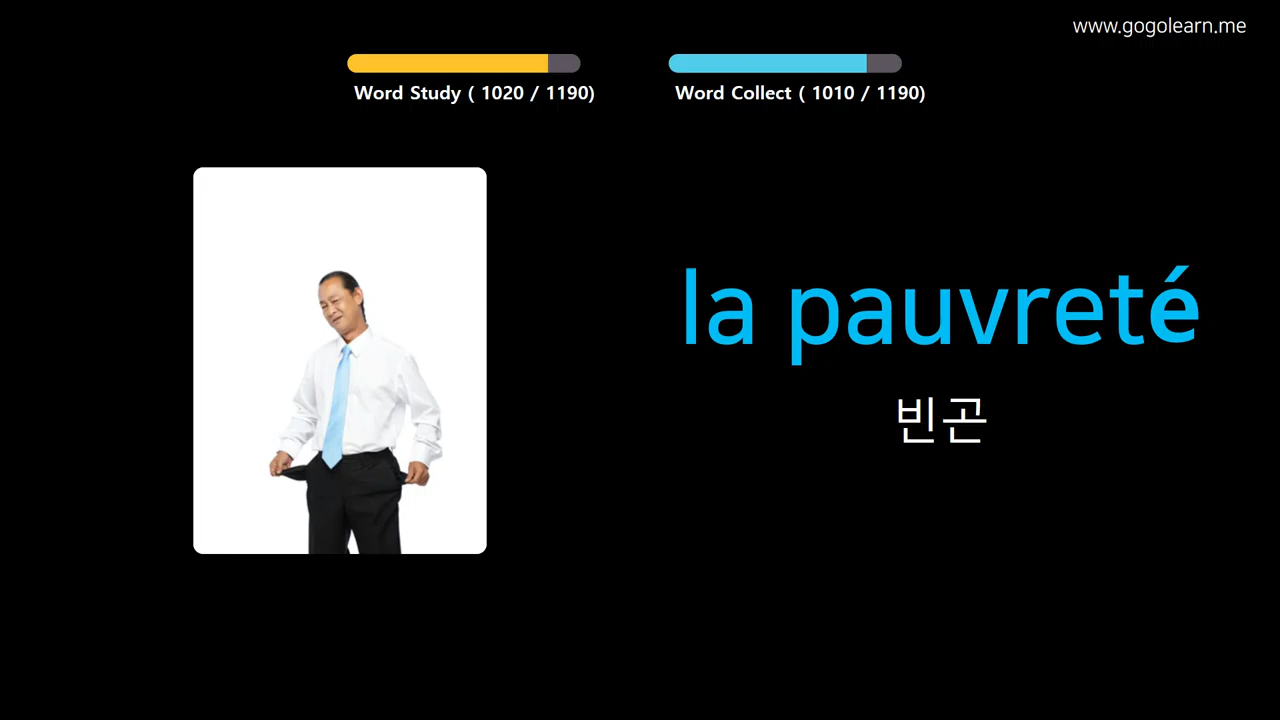 www.gogolearn.me
Word Study ( 1020 / 1190)
Word Collect ( 1010 / 1190)
la pauvreté
빈곤